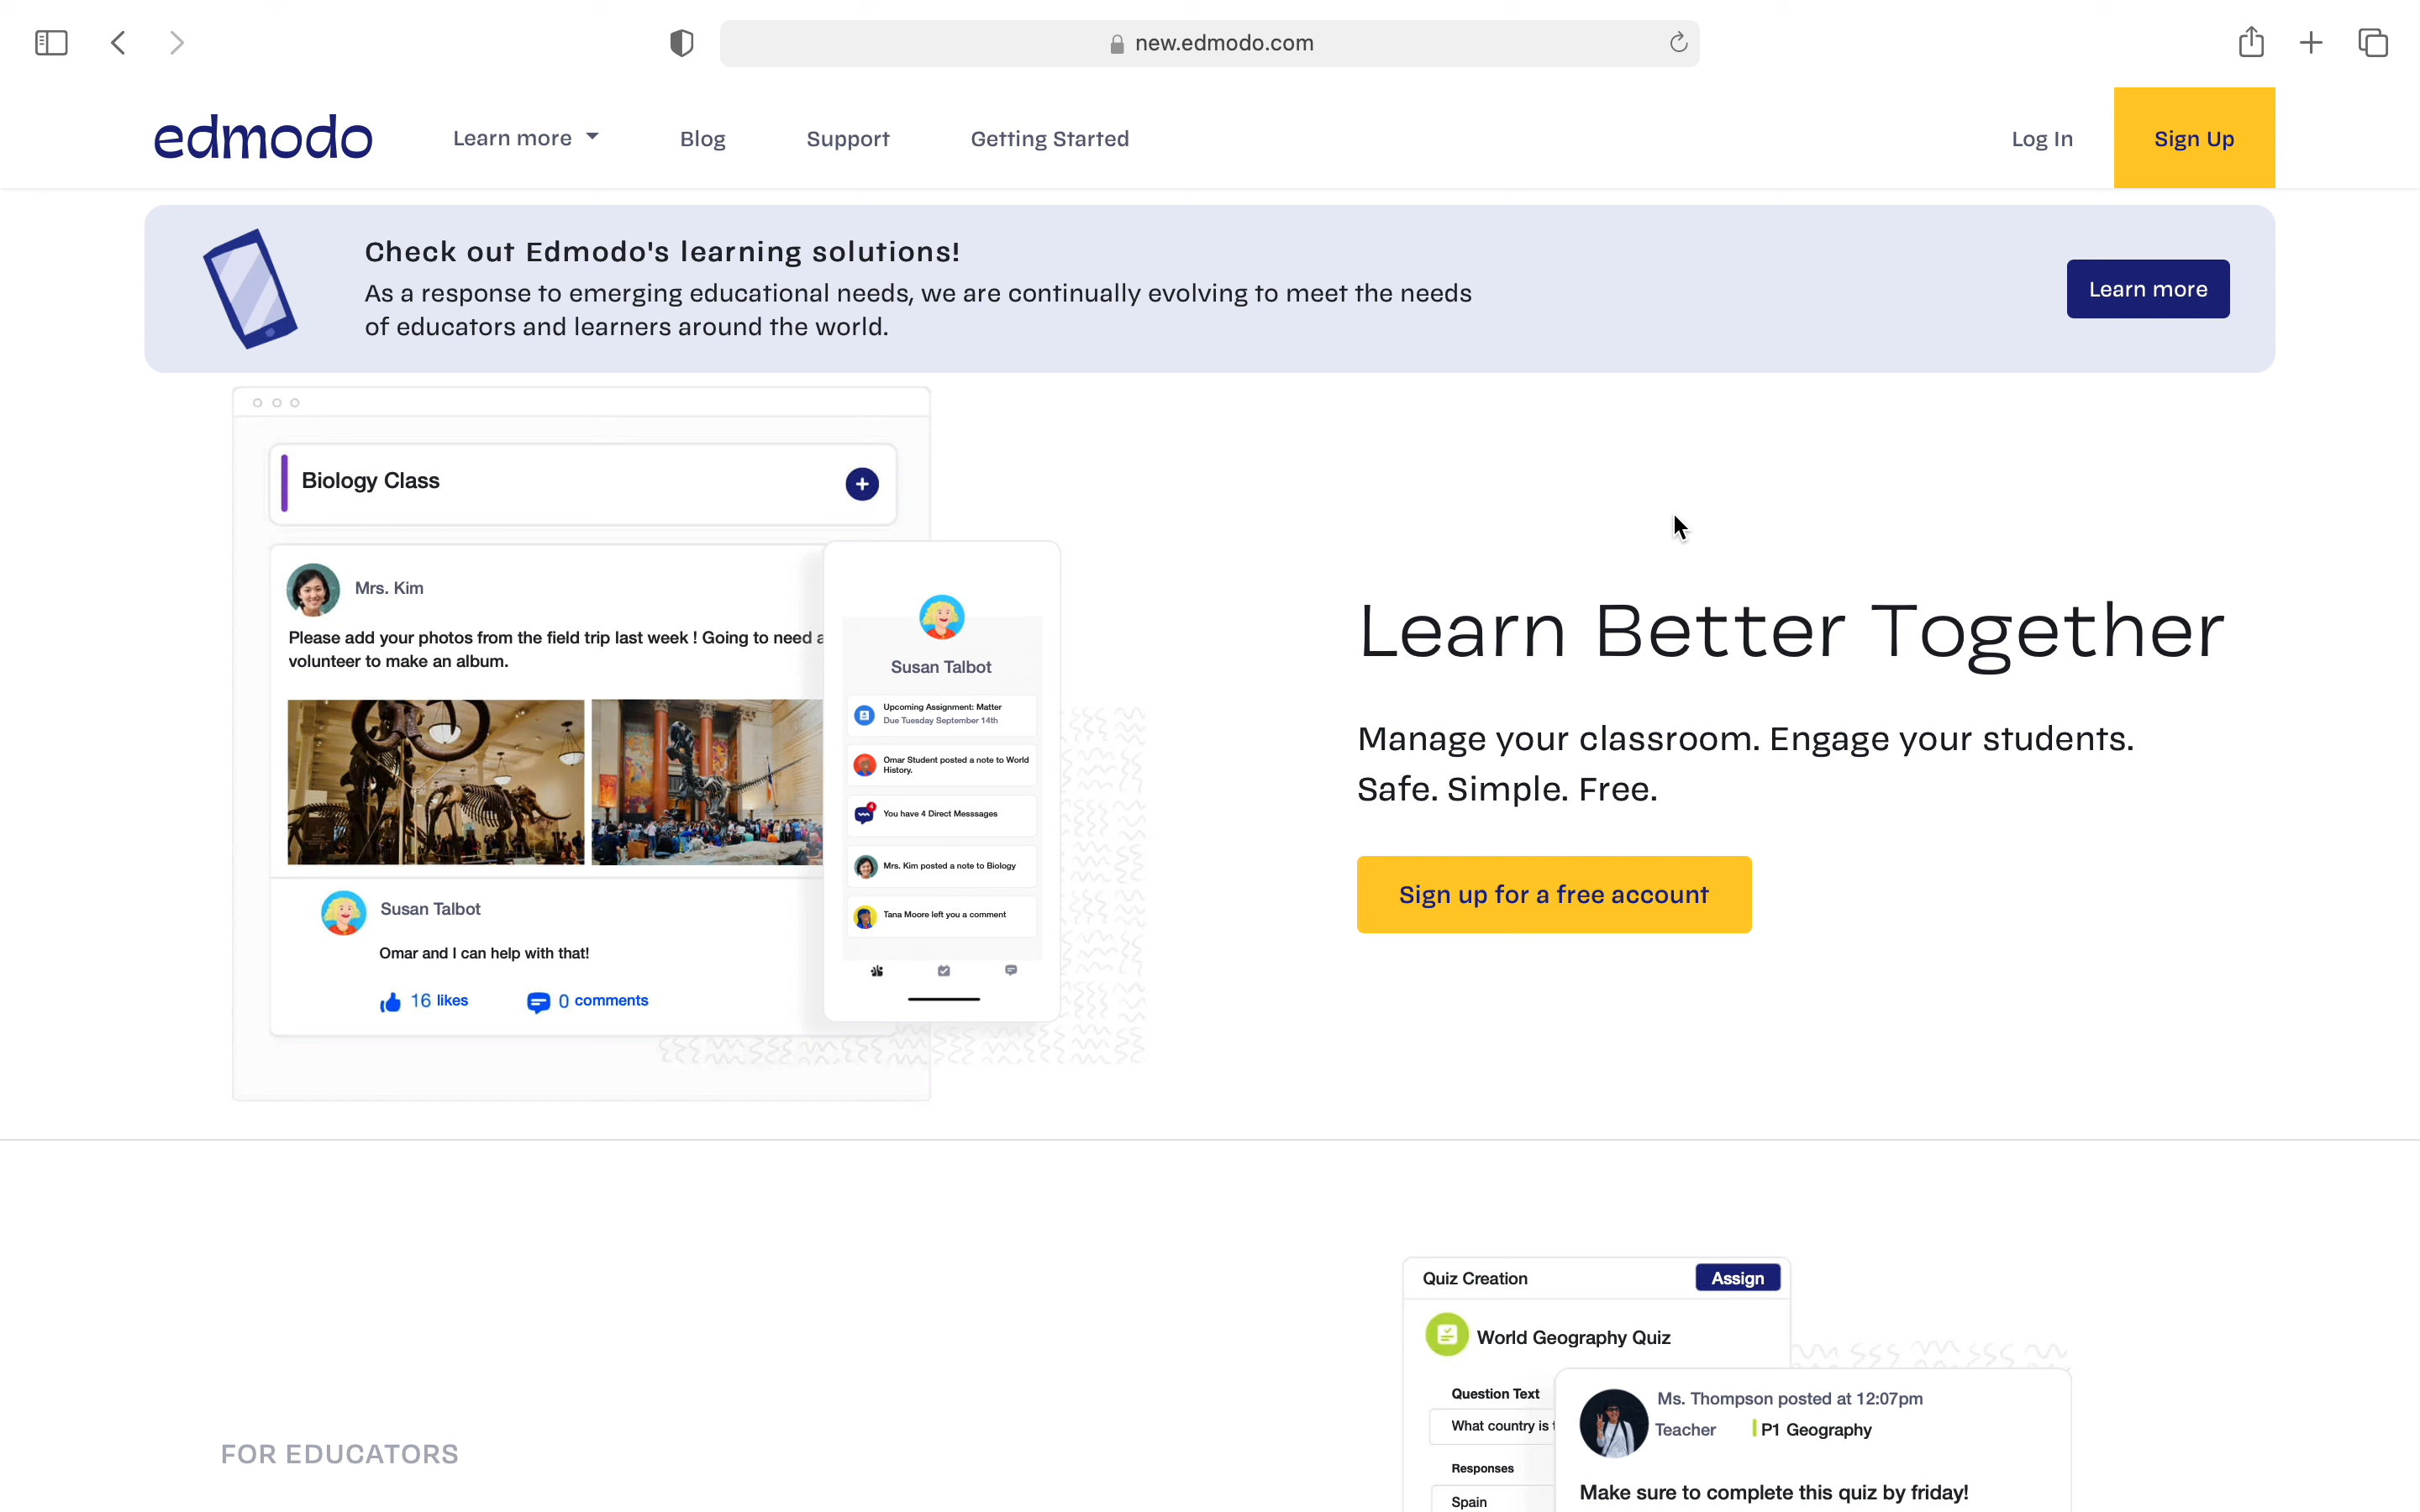 new.edmodo.com
edmodo
Learn more
Blog
Support
Getting Started
Log In
Sign Up
Check out Edmodo's learning solutions!
As a response to emerging educational needs, we are continually evolving to meet the needs
of educators and learners around the world.
Learn more
Biology Class
Mrs. Kim
Please add your photos from the field trip last week ! Going to need a
volunteer to make an album.
Susan Talbot
Omar and I can help with that!
16 likes
0 comments
Susan Talbot
Upcoming Assignment: Matter
Due Tuesday September 14th
Omar Student posted a note to World
History.
4
You have 4 Direct Messsages
Mrs. Kim posted a note to Biology
Tana Moore left you a comment
Learn Better Together
Manage your classroom. Engage your students.
Safe. Simple. Free.
Sign up for a free account
FOR EDUCATORS
Quiz Creation
Assign
World Geography Quiz
Question Text
What country is
Responses
Spain
Ms. Thompson posted at 12:07pm
Teacher
P1 Geography
Make sure to complete this quiz by friday!